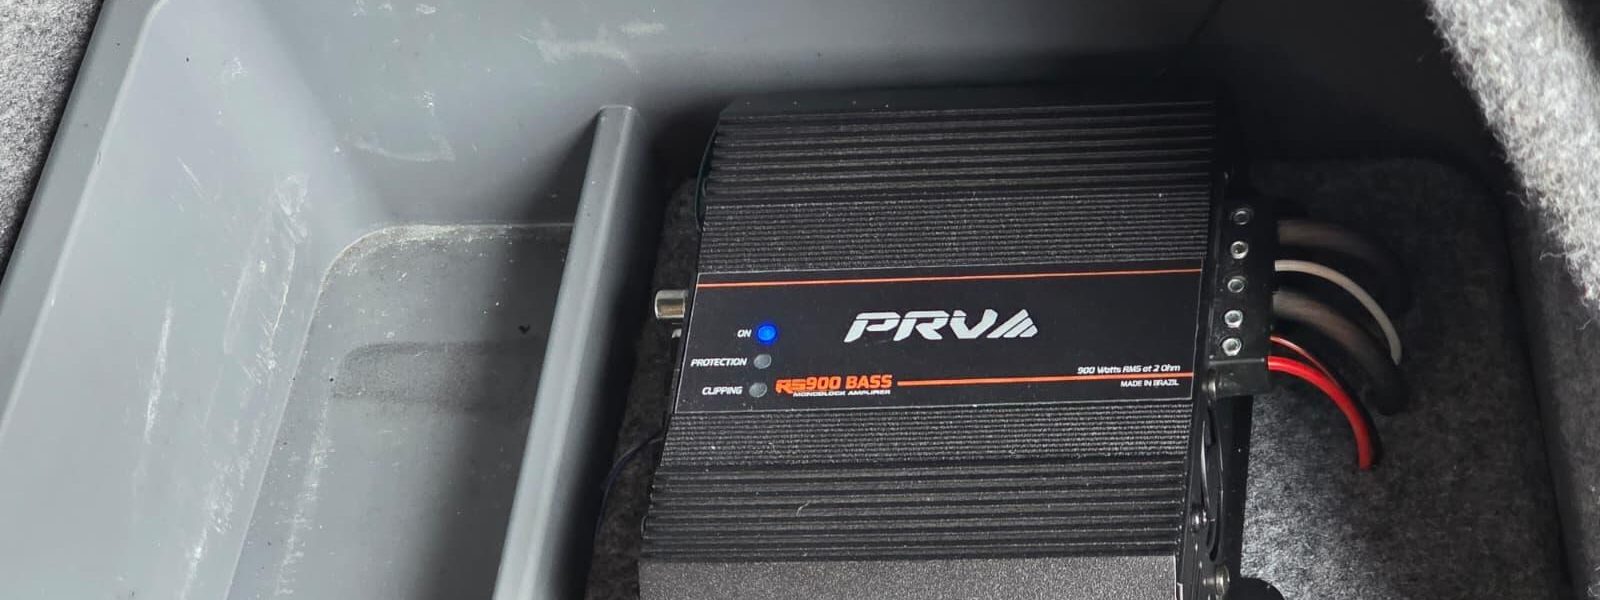 PRV
ON
PROTECTION
CLIPPING
RS900 BASS
MONOBLOCK AMPLIFIER
900 Watts RMS at 2 Ohm
MADE IN BRAZIL